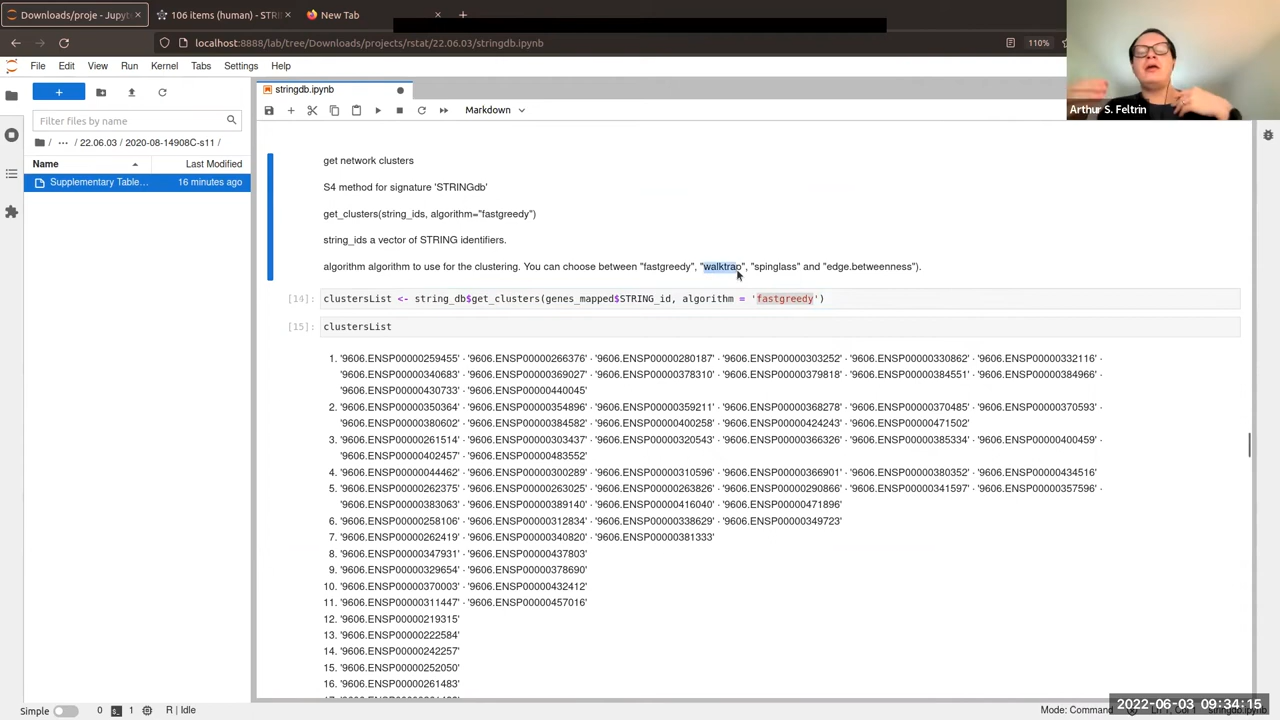 Downloads/proje - Jupyt
106 items (human) - STRI
New Tab
localhost:8888/lab/tree/Downloads/projects/rstat/22.06.03/stringdb.ipynb
110%
File Edit View Run Kernel Tabs Settings Help
Arthur S. Feltrin
stringdb.ipynb
Markdown
Filter files by name
/ ... / 22.06.03 / 2020-08-14908C-s11 /
Name Last Modified
Supplementary Table... 16 minutes ago
get network clusters
S4 method for signature 'STRINGdb'
get_clusters(string_ids, algorithm="fastgreedy")
string_ids a vector of STRING identifiers.
algorithm algorithm to use for the clustering. You can choose between "fastgreedy", "walktrap", "spinglass" and "edge.betweenness").
[14]: clustersList <- string_db$get_clusters(genes_mapped$STRING_id, algorithm = 'fastgreedy')
[15]: clustersList
1. '9606.ENSP00000259455' · '9606.ENSP00000266376' · '9606.ENSP00000280187' · '9606.ENSP00000303252' · '9606.ENSP00000330862' · '9606.ENSP00000332116' ·
'9606.ENSP00000340683' · '9606.ENSP00000369027' · '9606.ENSP00000378310' · '9606.ENSP00000379818' · '9606.ENSP00000384551' · '9606.ENSP00000384966' ·
'9606.ENSP00000430733' · '9606.ENSP00000440045'
2. '9606.ENSP00000350364' · '9606.ENSP00000354896' · '9606.ENSP00000359211' · '9606.ENSP00000368278' · '9606.ENSP00000370485' · '9606.ENSP00000370593' ·
'9606.ENSP00000380602' · '9606.ENSP00000384582' · '9606.ENSP00000400258' · '9606.ENSP00000424243' · '9606.ENSP00000471502'
3. '9606.ENSP00000261514' · '9606.ENSP00000303437' · '9606.ENSP00000320543' · '9606.ENSP00000366326' · '9606.ENSP00000385334' · '9606.ENSP00000400459' ·
'9606.ENSP00000402457' · '9606.ENSP00000483552'
4. '9606.ENSP00000044462' · '9606.ENSP00000300289' · '9606.ENSP00000310596' · '9606.ENSP00000366901' · '9606.ENSP00000380352' · '9606.ENSP00000434516'
5. '9606.ENSP00000262375' · '9606.ENSP00000263025' · '9606.ENSP00000263826' · '9606.ENSP00000290866' · '9606.ENSP00000341597' · '9606.ENSP00000357596' ·
'9606.ENSP00000383063' · '9606.ENSP00000389140' · '9606.ENSP00000416040' · '9606.ENSP00000471896'
6. '9606.ENSP00000258106' · '9606.ENSP00000312834' · '9606.ENSP00000338629' · '9606.ENSP00000349723'
7. '9606.ENSP00000262419' · '9606.ENSP00000340820' · '9606.ENSP00000381333'
8. '9606.ENSP00000347931' · '9606.ENSP00000437803'
9. '9606.ENSP00000329654' · '9606.ENSP00000378690'
10. '9606.ENSP00000370003' · '9606.ENSP00000432412'
11. '9606.ENSP00000311447' · '9606.ENSP00000457016'
12. '9606.ENSP00000219315'
13. '9606.ENSP00000222584'
14. '9606.ENSP00000242257'
15. '9606.ENSP00000252050'
16. '9606.ENSP00000261483'
Simple 0 1 R | Idle
Mode: Command
2022-06-03 09:34:15